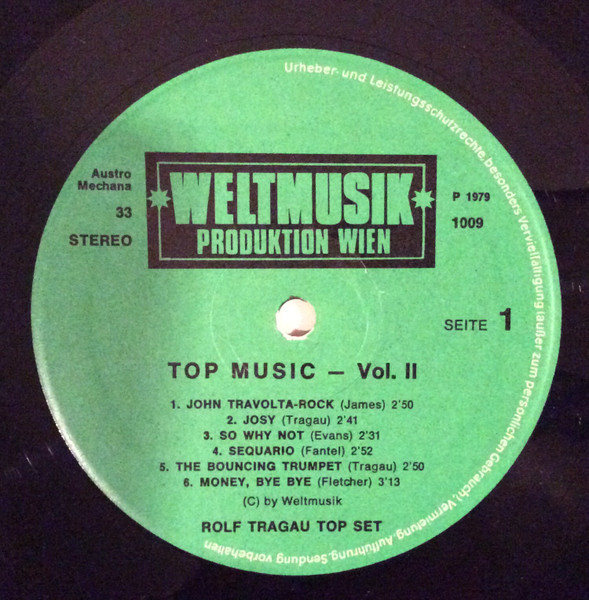 Urheber- und Leistungsschutzrechte, besonders Vervielfältigung (außer zum persönlichen Gebrauch), Vermietung, Aufführung, Sendung vorbehalten
Austro
Mechana
33
STEREO
WELTMUSIK
PRODUKTION WIEN
P 1979
1009
SEITE 1
TOP MUSIC – Vol. II
1. JOHN TRAVOLTA-ROCK (James) 2'50
2. JOSY (Tragau) 2'41
3. SO WHY NOT (Evans) 2'31
4. SEQUARIO (Fantel) 2'52
5. THE BOUNCING TRUMPET (Tragau) 2'50
6. MONEY, BYE BYE (Fletcher) 3'13
(C) by Weltmusik
ROLF TRAGAU TOP SET